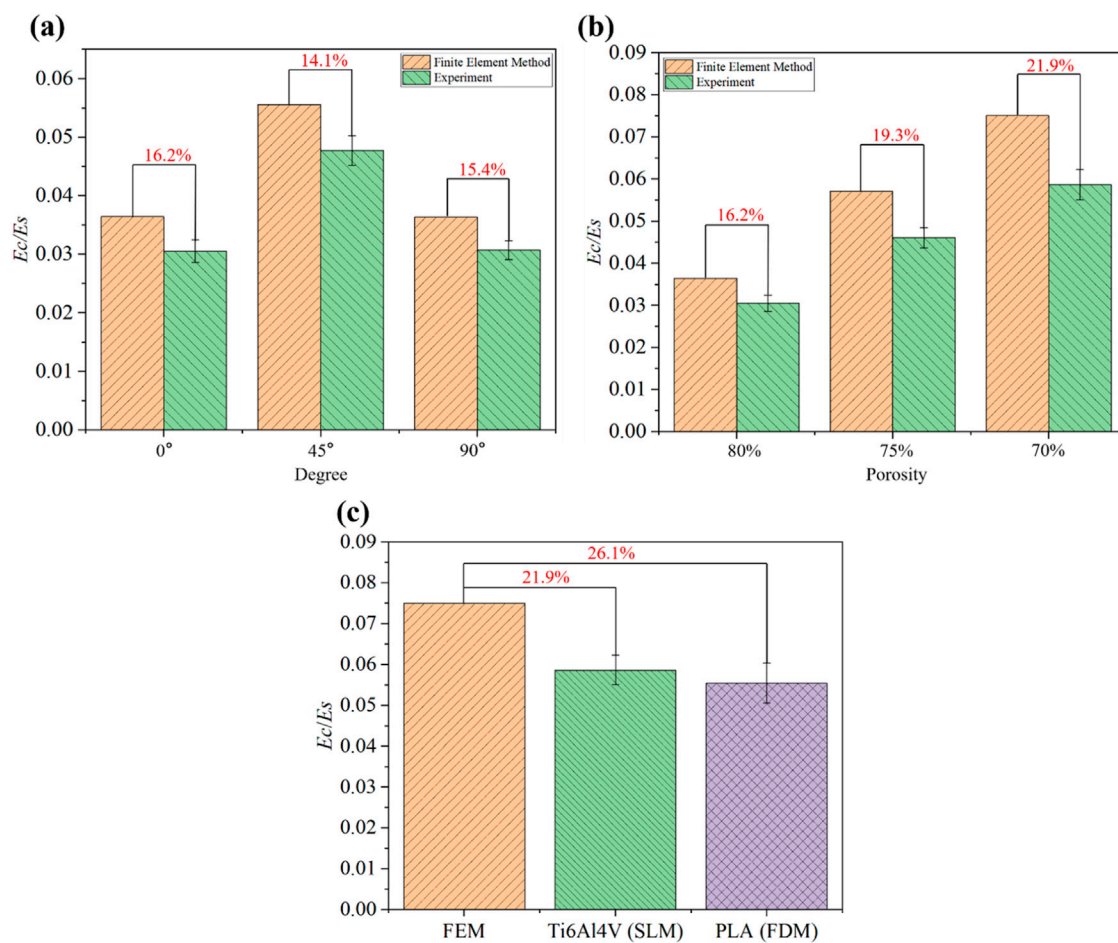 (a)
Finite Element Method
Experiment
14.1%
16.2%
15.4%
0.06
0.05
0.04
0.03
0.02
0.01
0.00
Ec/Es
0° 45° 90°
Degree
(b)
Finite Element Method
Experiment
21.9%
19.3%
16.2%
0.09
0.08
0.07
0.06
0.05
0.04
0.03
0.02
0.01
0.00
Ec/Es
80% 75% 70%
Porosity
(c)
26.1%
21.9%
0.09
0.08
0.07
0.06
0.05
0.04
0.03
0.02
0.01
0.00
Ec/Es
FEM Ti6Al4V (SLM) PLA (FDM)